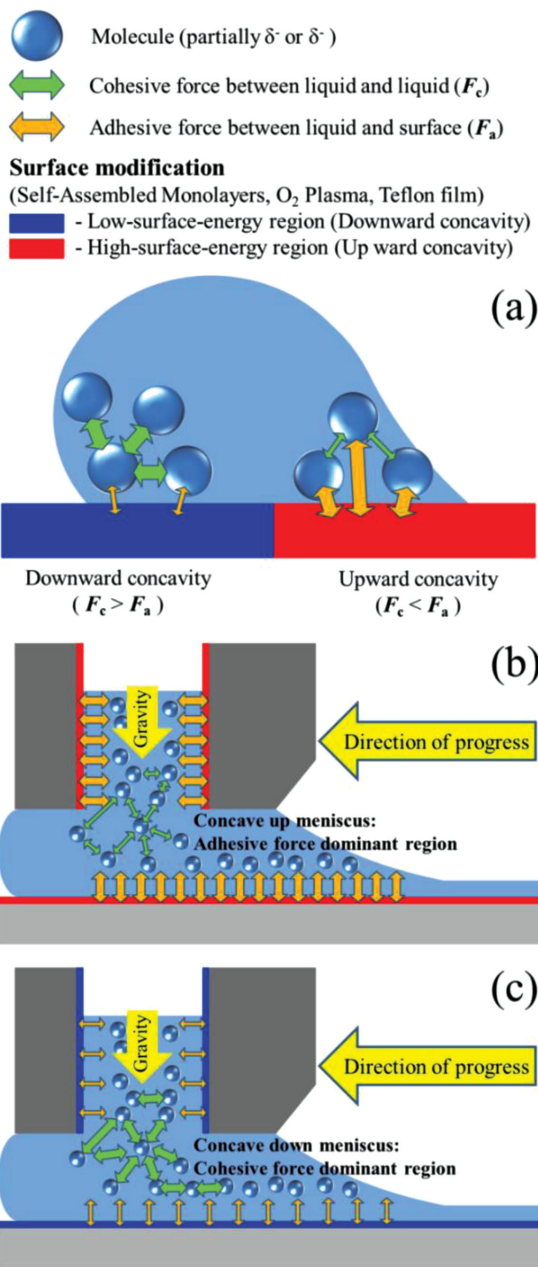 Molecule (partially δ- or δ-)
Cohesive force between liquid and liquid (Fc)
Adhesive force between liquid and surface (Fa)
Surface modification
(Self-Assembled Monolayers, O2 Plasma, Teflon film)
- Low-surface-energy region (Downward concavity)
- High-surface-energy region (Up ward concavity)
(a)
Downward concavity
( Fc > Fa )
Upward concavity
(Fc < Fa )
(b)
Gravity
Direction of progress
Concave up meniscus:
Adhesive force dominant region
(c)
Gravity
Direction of progress
Concave down meniscus:
Cohesive force dominant region